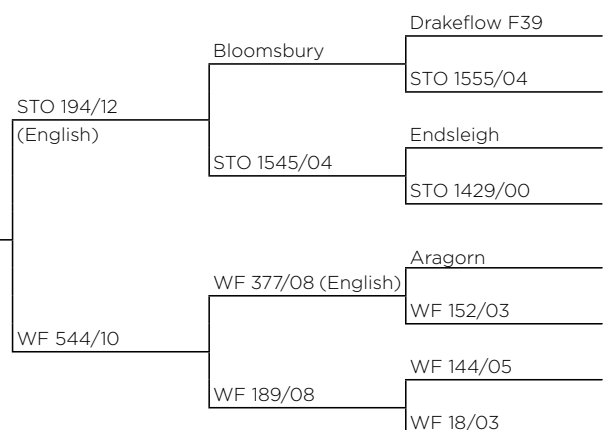 Drakeflow F39
Bloomsbury
STO 1555/04
STO 194/12
(English)
Endsleigh
STO 1545/04
STO 1429/00
Aragorn
WF 377/08 (English)
WF 152/03
WF 544/10
WF 144/05
WF 189/08
WF 18/03